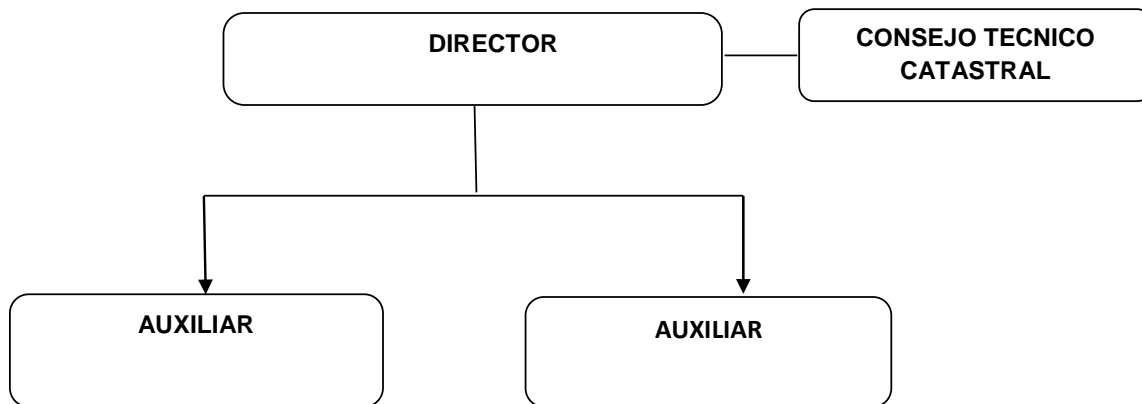 DIRECTOR
CONSEJO TECNICO
CATASTRAL
AUXILIAR
AUXILIAR